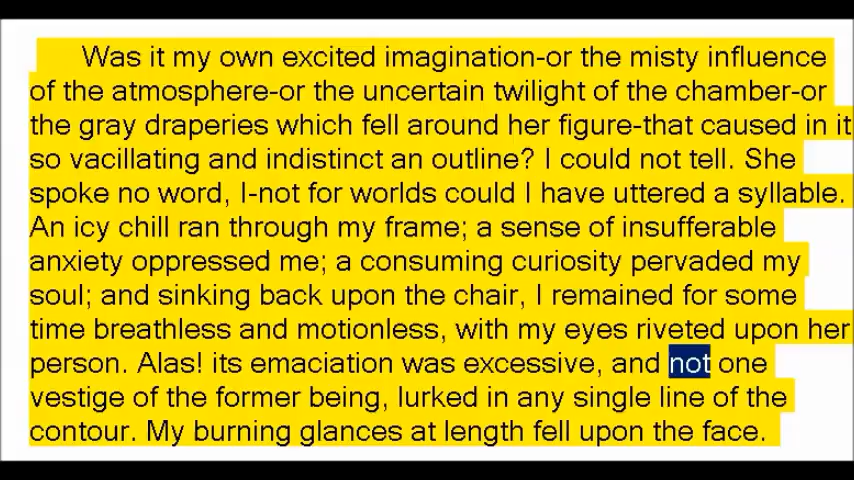 Was it my own excited imagination-or the misty influence
of the atmosphere-or the uncertain twilight of the chamber-or
the gray draperies which fell around her figure-that caused in it
so vacillating and indistinct an outline? I could not tell. She
spoke no word, I-not for worlds could I have uttered a syllable.
An icy chill ran through my frame; a sense of insufferable
anxiety oppressed me; a consuming curiosity pervaded my
soul; and sinking back upon the chair, I remained for some
time breathless and motionless, with my eyes riveted upon her
person. Alas! its emaciation was excessive, and not one
vestige of the former being, lurked in any single line of the
contour. My burning glances at length fell upon the face.